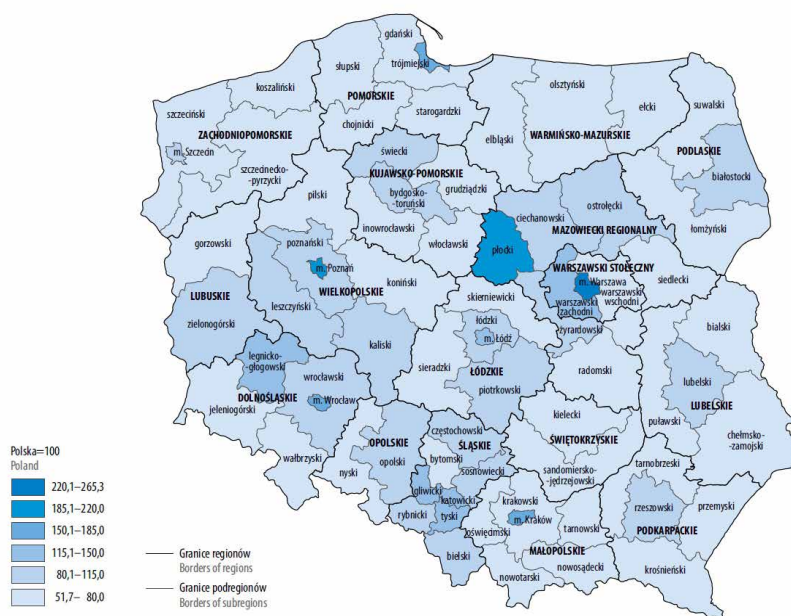 gdański
słupski
trójmiejski
koszaliński
POMORSKIE
olsztyński
ełcki
suwalski
szczeciński
starogardzki
chojnicki
ZACHODNIOPOMORSKIE
elbląski
WARMIŃSKO-MAZURSKIE
m. Szczecin
świecki
PODLASKIE
szczecinecko-
pyrzycki
KUJAWSKO-POMORSKIE
białostocki
bydgosko-
toruński
grudziądzki
pilski
ostrołęcki
ciechanowski
inowrocławski
MAZOWIECKI REGIONALNY
gorzowski
poznański
włocławski
płocki
łomżyński
m. Poznań
WARSZAWSKI STOŁECZNY
koniński
m. Warszawa
siedlecki
LUBUSKIE
WIELKOPOLSKIE
warszawski
wschodni
skierniewicki
warszawski
zachodni
leszczyński
zielonogórski
łódzki
żyrardowski
bialski
m. Łódź
kaliski
legnicko-
głogowski
sieradzki
ŁÓDZKIE
radomski
wrocławski
lubelski
piotrkowski
DOLNOŚLĄSKIE
m. Wrocław
LUBELSKIE
jeleniogórski
kielecki
puławski
częstochowski
chełmsko-
zamojski
OPOLSKIE
ŚLĄSKIE
ŚWIĘTOKRZYSKIE
wałbrzyski
opolski
bytomski
nyski
sosnowiecki
sandomiersko-
jędrzejowski
tarnobrzeski
gliwicki
katowicki
krakowski
rzeszowski
przemyski
rybnicki
tyski
m. Kraków
oświęcimski
tarnowski
PODKARPACKIE
MAŁOPOLSKIE
bielski
nowosądecki
krośnieński
nowotarski
Polska=100
Poland
220,1–265,3
185,1–220,0
150,1–185,0
115,1–150,0
80,1–115,0
51,7– 80,0
Granice regionów
Borders of regions
Granice podregionów
Borders of subregions